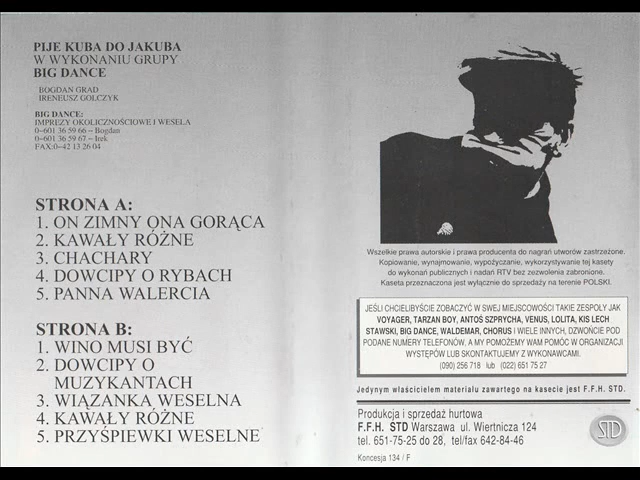 PIJE KUBA DO JAKUBA
W WYKONANIU GRUPY
BIG DANCE
BOGDAN GRAD
IRENEUSZ GOLCZYK
BIG DANCE:
IMPREZY OKOLICZNOŚCIOWE I WESELA
0-601 36 59 66 – Bogdan
0-601 36 59 67 – Irek
FAX:0-42 13 26 04
STRONA A:
1. ON ZIMNY ONA GORĄCA
2. KAWAŁY RÓŻNE
3. CHACHARY
4. DOWCIPY O RYBACH
5. PANNA WALERCIA
STRONA B:
1. WINO MUSI BYĆ
2. DOWCIPY O
MUZYKANTACH
3. WIĄZANKA WESELNA
4. KAWAŁY RÓŻNE
5. PRZYŚPIEWKI WESELNE
Wszelkie prawa autorskie i prawa producenta do nagrań utworów zastrzeżone.
Kopiowanie, wynajmowanie, wypożyczanie, wykorzystywanie tej kasety
do wykonań publicznych i nadań RTV bez zezwolenia zabronione.
Kaseta przeznaczona jest wyłącznie do sprzedaży na terenie POLSKI.
JEŚLI CHCIELIBYŚCIE ZOBACZYĆ W SWEJ MIEJSCOWOŚCI TAKIE ZESPOŁY JAK
VOYAGER, TARZAN BOY, ANTOŚ SZPRYCHA, VENUS, LOLITA, KIS LECH
STAWSKI, BIG DANCE, WALDEMAR, CHORUS I WIELE INNYCH, DZWOŃCIE POD
PODANE NUMERY TELEFONÓW, A MY POMOŻEMY WAM POMÓC W ORGANIZACJI
WYSTĘPÓW LUB SKONTAKTUJEMY Z WYKONAWCAMI.
(090) 256 718 lub (022) 651 75 27
Jedynym właścicielem materiału zawartego na kasecie jest F.F.H. STD.
Produkcja i sprzedaż hurtowa
F.F.H. STD Warszawa ul. Wiertnicza 124
tel. 651-75-25 do 28, tel/fax 642-84-46
Koncesja 134 / F
STD